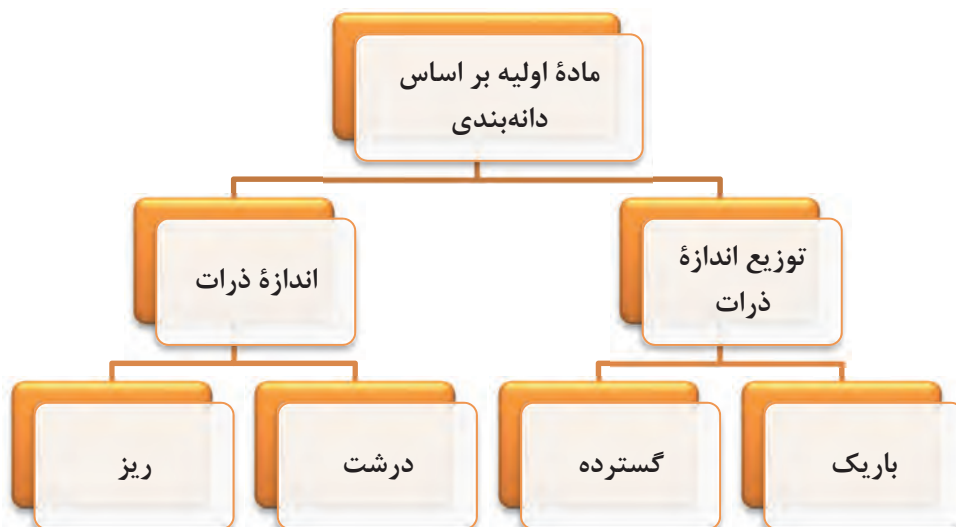 مادهٔ اولیه بر اساس
دانه‌بندی
توزیع اندازهٔ
ذرات
اندازهٔ ذرات
باریک
گسترده
درشت
ریز